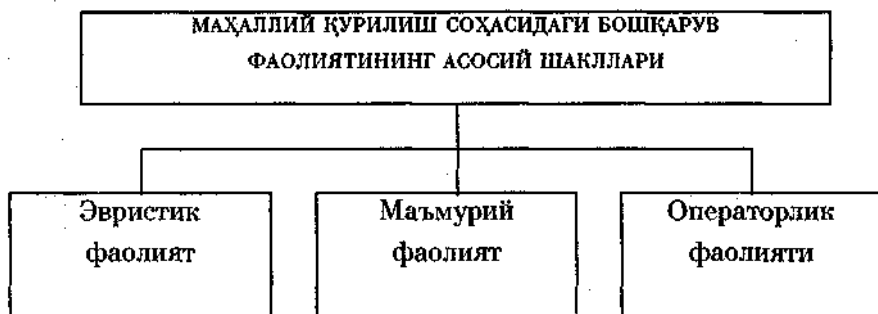 МАҲАЛЛИЙ ҚУРИЛИШ СОҲАСИДАГИ БОШҚАРУВ
ФАОЛИЯТИНИНГ АСОСИЙ ШАКЛЛАРИ
Эвристик
фаолият
Маъмурий
фаолият
Операторлик
фаолияти